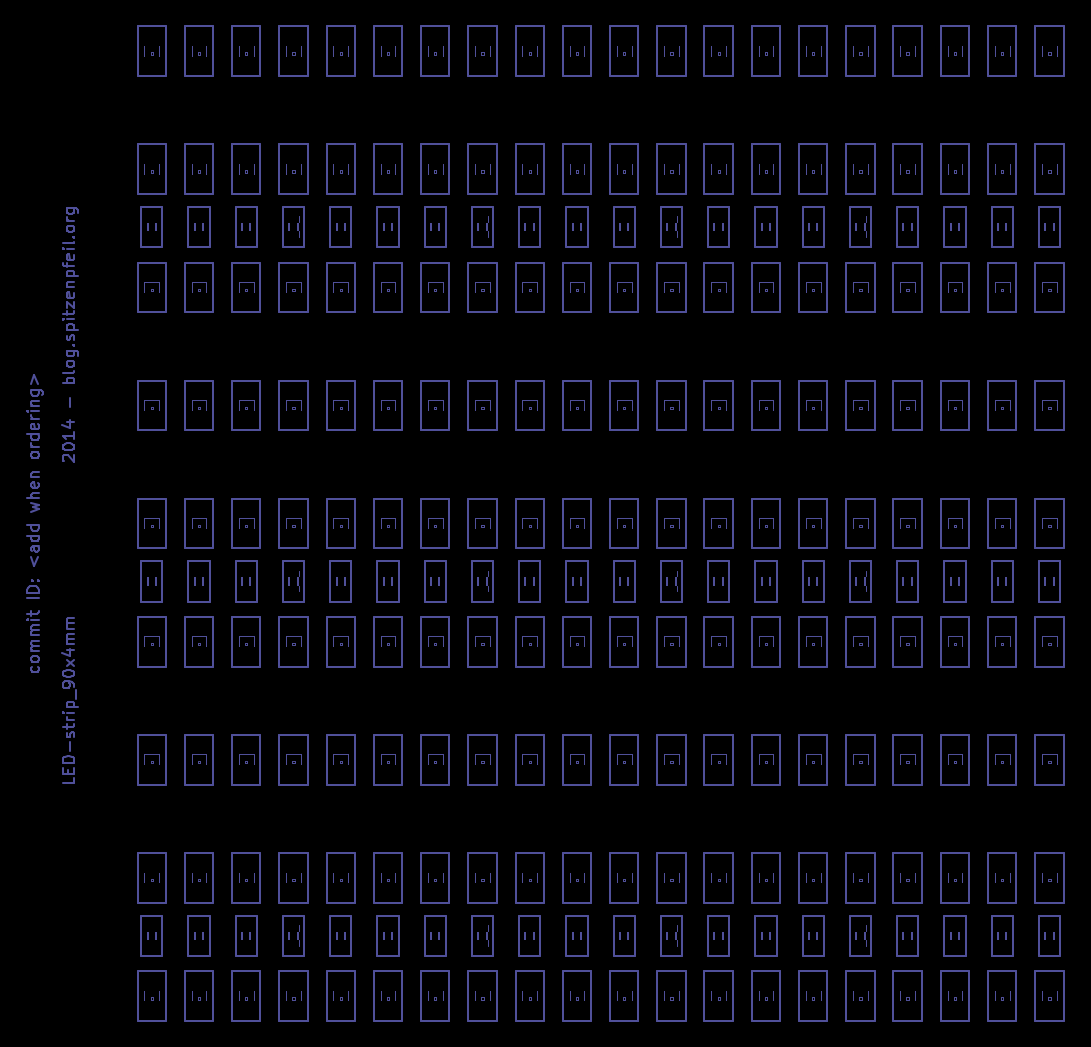 commit ID: <add when ordering>
LED-strip_90x4mm
2014 - blog.spitzenpfeil.org